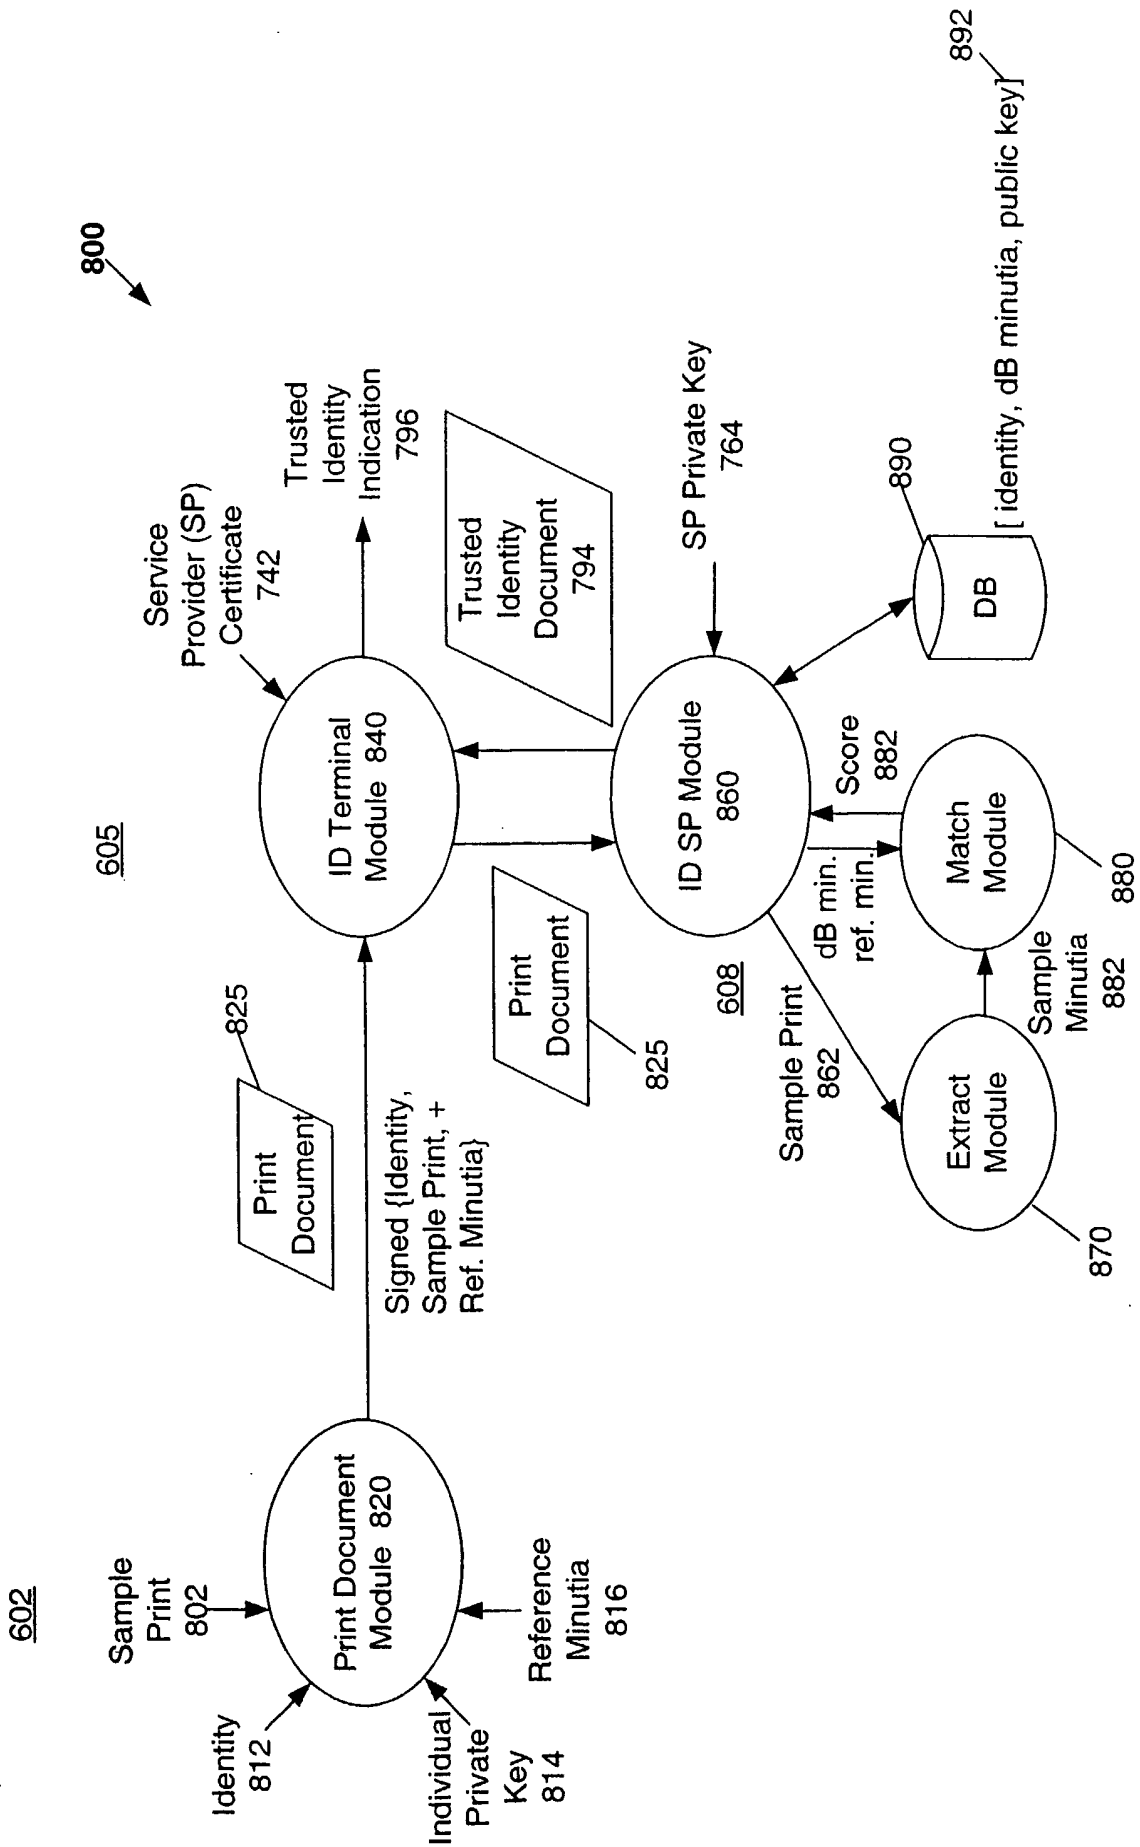 800
602
605
Sample
Print
802
Identity
812
Individual
Private
Key
814
Reference
Minutia
816
Print Document
Module 820
Print
Document
825
Signed {Identity,
Sample Print, +
Ref. Minutia}
Service
Provider (SP)
Certificate
742
ID Terminal
Module 840
Trusted
Identity
Indication
796
Print
Document
825
Trusted
Identity
Document
794
608
ID SP Module
860
SP Private Key
764
Sample Print
862
dB min.
ref. min.
Score
882
Extract
Module
870
Sample
Minutia
882
Match
Module
880
DB
890
[ identity, dB minutia, public key]
892